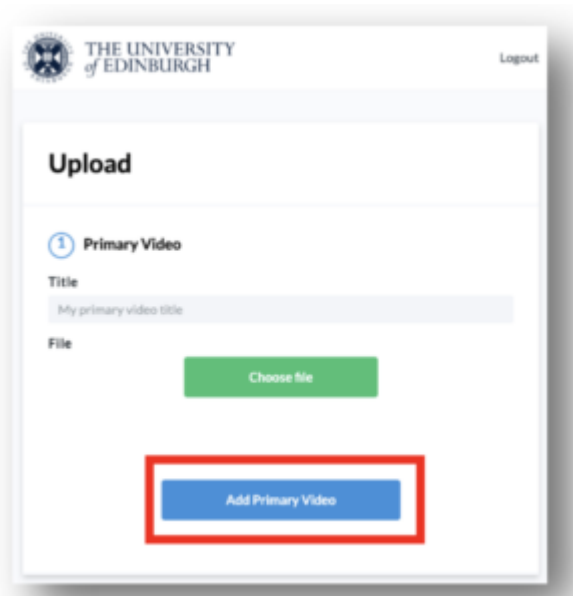 THE UNIVERSITY
of EDINBURGH
Logout
Upload
1 Primary Video
Title
My primary video title
File
Choose file
Add Primary Video